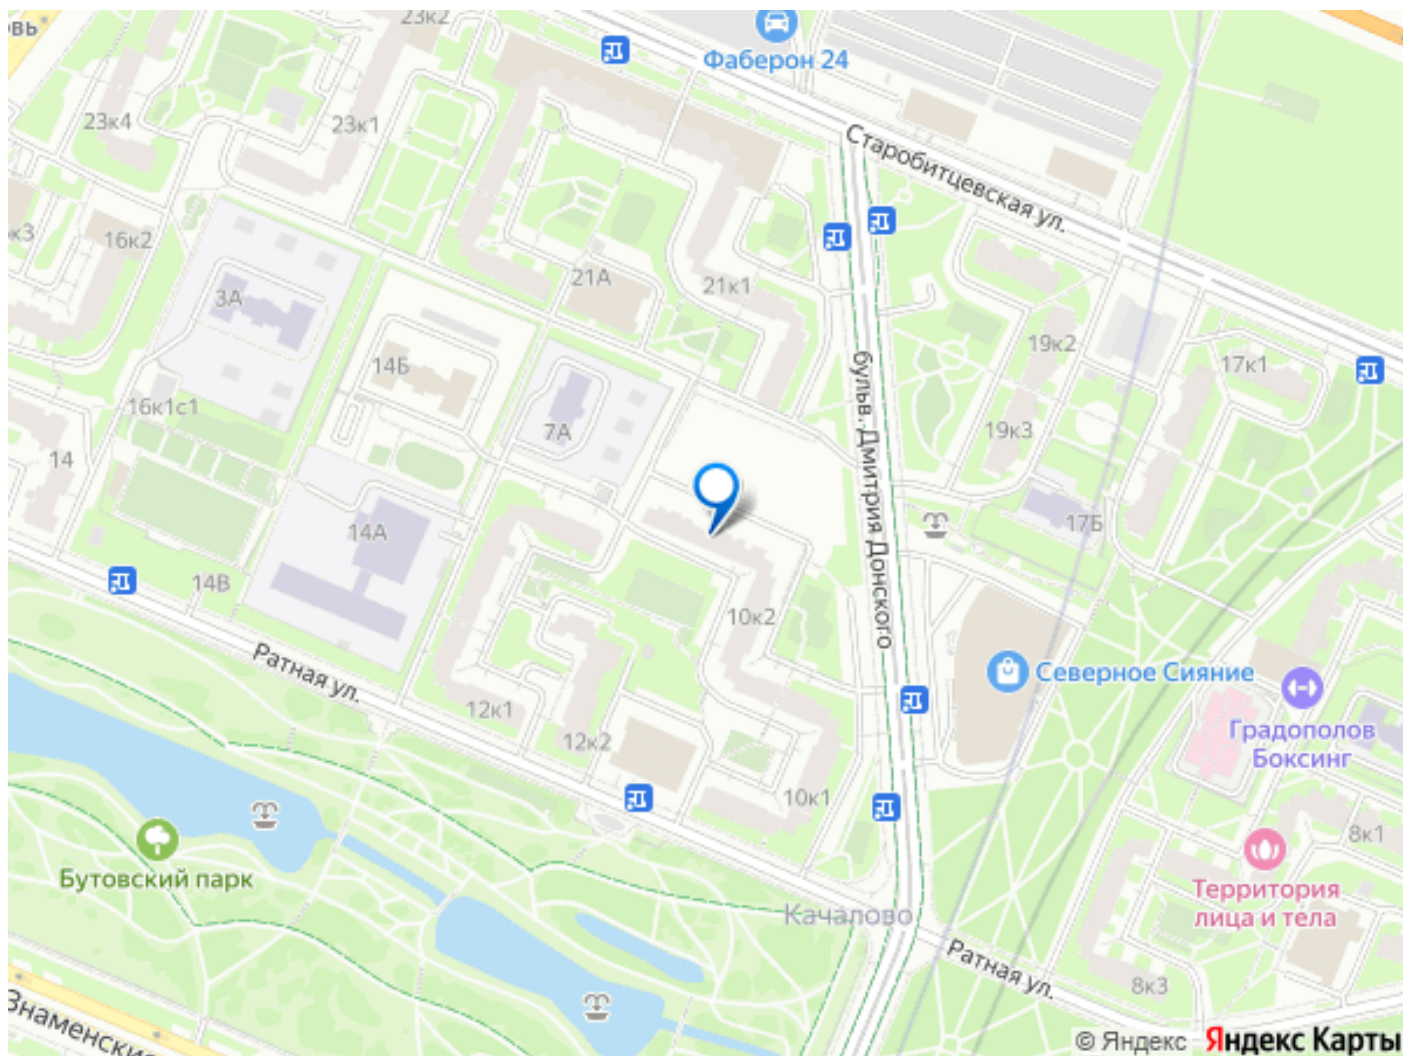 овь
23к2
Фаберон 24
23к4
23к1
Старобитцевская ул.
к3
16к2
3А
21А
21к1
14Б
19к2
17к1
бульв. Дмитрия Донского
16к1с1
7А
19к3
14
14А
17Б
14В
10к2
Ратная ул.
Северное Сияние
12к1
12к2
Градополов
Боксинг
10к1
8к1
Бутовский парк
Территория
лица и тела
Качалово
Ратная ул.
8к3
Знаменские
© Яндекс Яндекс Карты